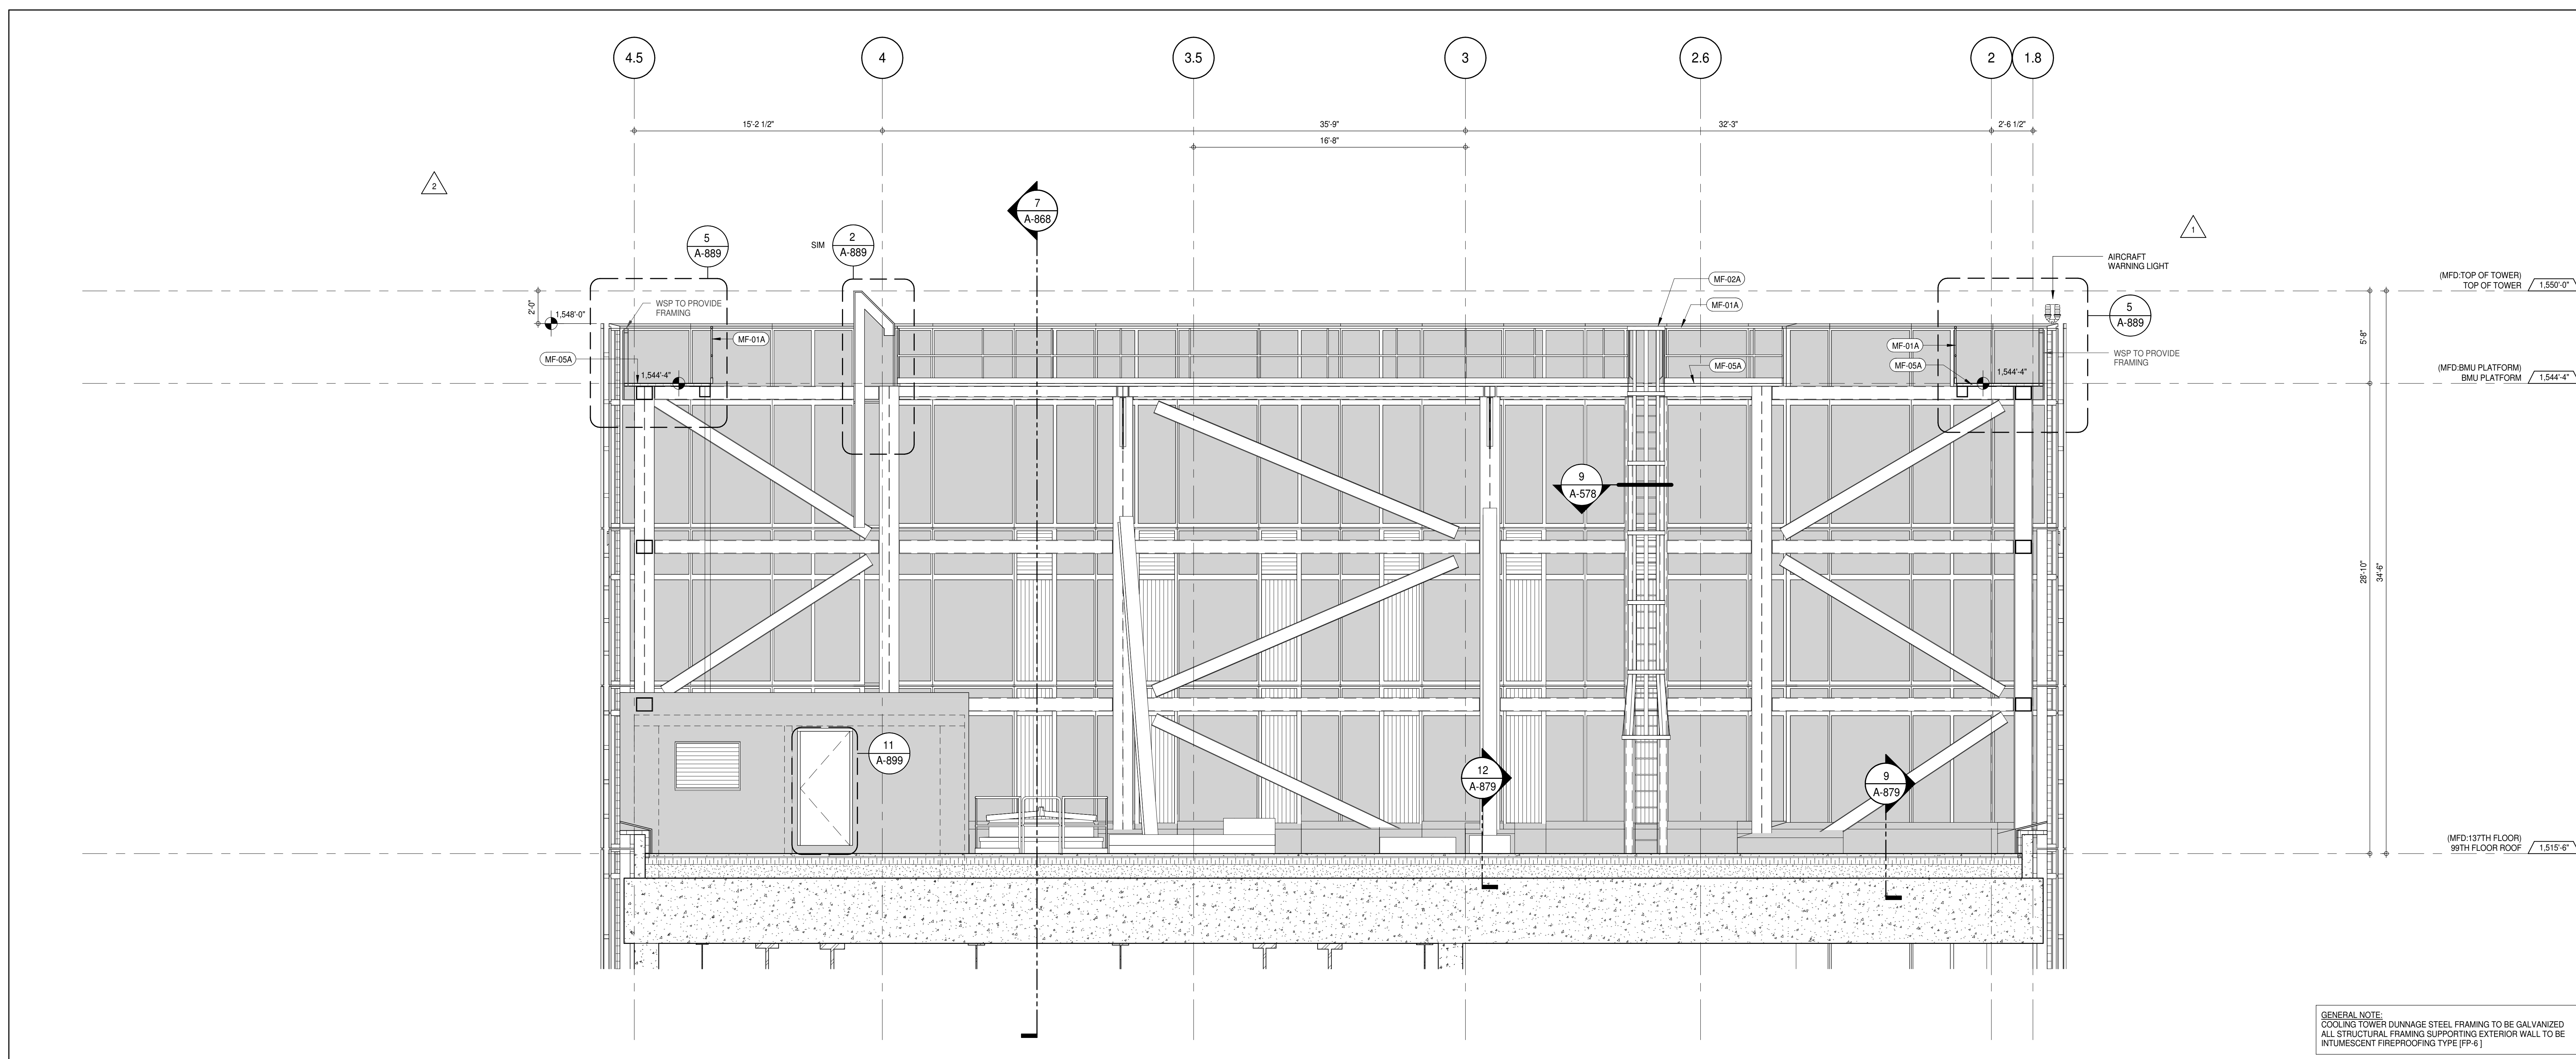 4.5
4
3.5
3
2.6
2
1.8
15'-2 1/2"
35'-9"
32'-3"
2'-6 1/2"
16'-8"
2
7
A-868
1
5
A-889
SIM
2
A-889
AIRCRAFT
WARNING LIGHT
(MFD:TOP OF TOWER)
TOP OF TOWER
1,550'-0"
MF-02A
2'-0"
WSP TO PROVIDE
FRAMING
MF-01A
1,548'-0"
5
A-889
MF-01A
MF-01A
5'-8"
MF-05A
WSP TO PROVIDE
FRAMING
MF-05A
MF-05A
1,544'-4"
1,544'-4"
(MFD:BMU PLATFORM)
BMU PLATFORM
1,544'-4"
9
A-578
28'-10"
34'-6"
11
A-899
12
A-879
9
A-879
(MFD:137TH FLOOR)
99TH FLOOR ROOF
1,515'-6"
GENERAL NOTE:
COOLING TOWER DUNNAGE STEEL FRAMING TO BE GALVANIZED
ALL STRUCTURAL FRAMING SUPPORTING EXTERIOR WALL TO BE
INTUMESCENT FIREPROOFING TYPE [FP-6 ]